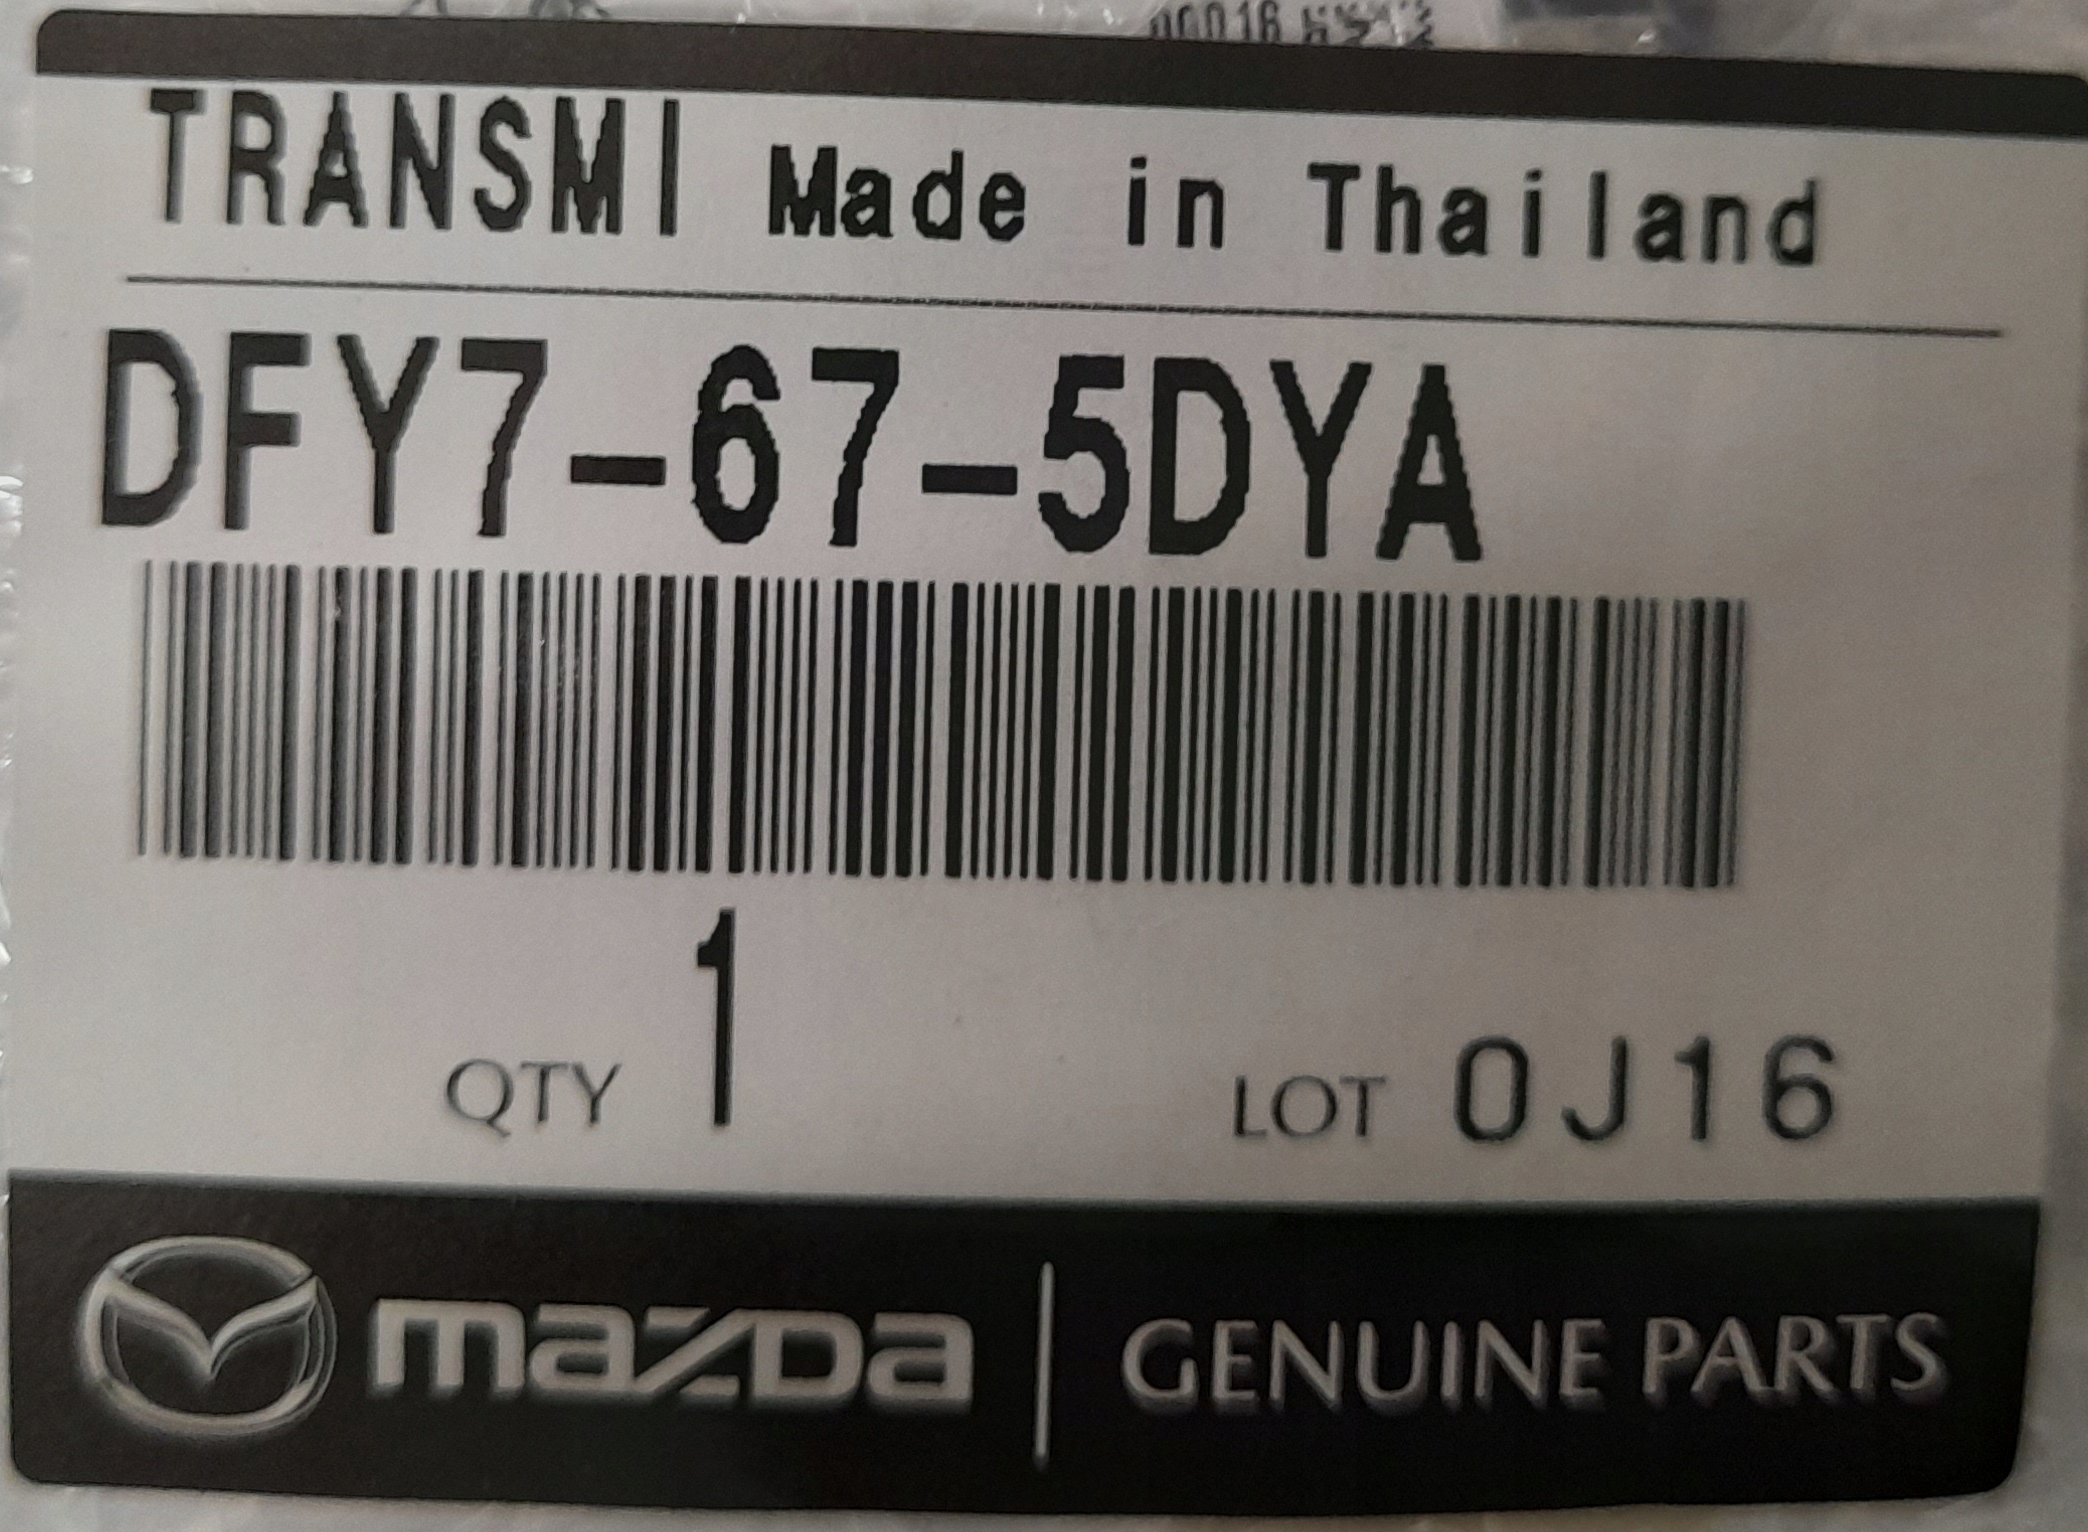 TRANSMI Made in Thailand
DFY7-67-5DYA
QTY 1 LOT 0J16
mazda | GENUINE PARTS